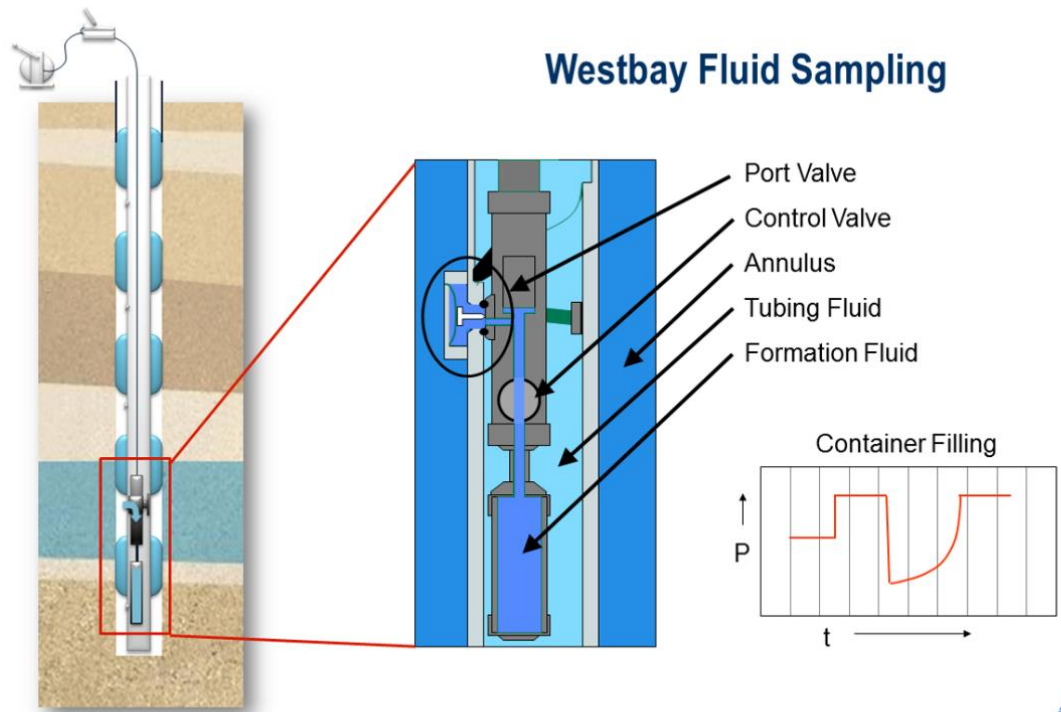 Westbay Fluid Sampling
Port Valve
Control Valve
Annulus
Tubing Fluid
Formation Fluid
Container Filling
P
t